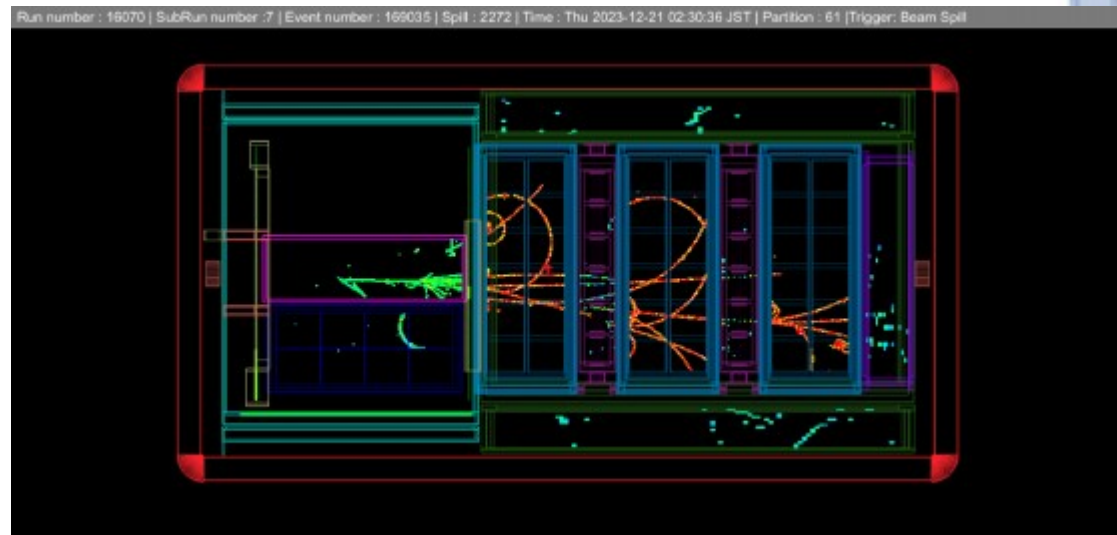 Run number : 16070 | SubRun number :7 | Event number : 169035 | Spill : 2272 | Time : Thu 2023-12-21 02:30:36 JST | Partition : 61 |Trigger: Beam Spill